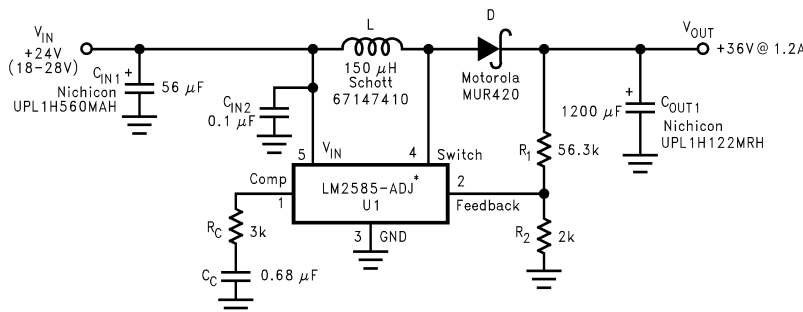 V_IN
+24V
(18-28V)
C_IN1 +
56 μF
Nichicon
UPL1H560MAH
L
150 μH
Schott
67147410
D
Motorola
MUR420
V_OUT
+36V @ 1.2A
C_IN2
0.1 μF
5
V_IN
4
Switch
Comp
1
LM2585-ADJ*
U1
2
Feedback
3
GND
R_C
3k
C_C
0.68 μF
R_1
56.3k
R_2
2k
+
1200 μF
C_OUT1
Nichicon
UPL1H122MRH